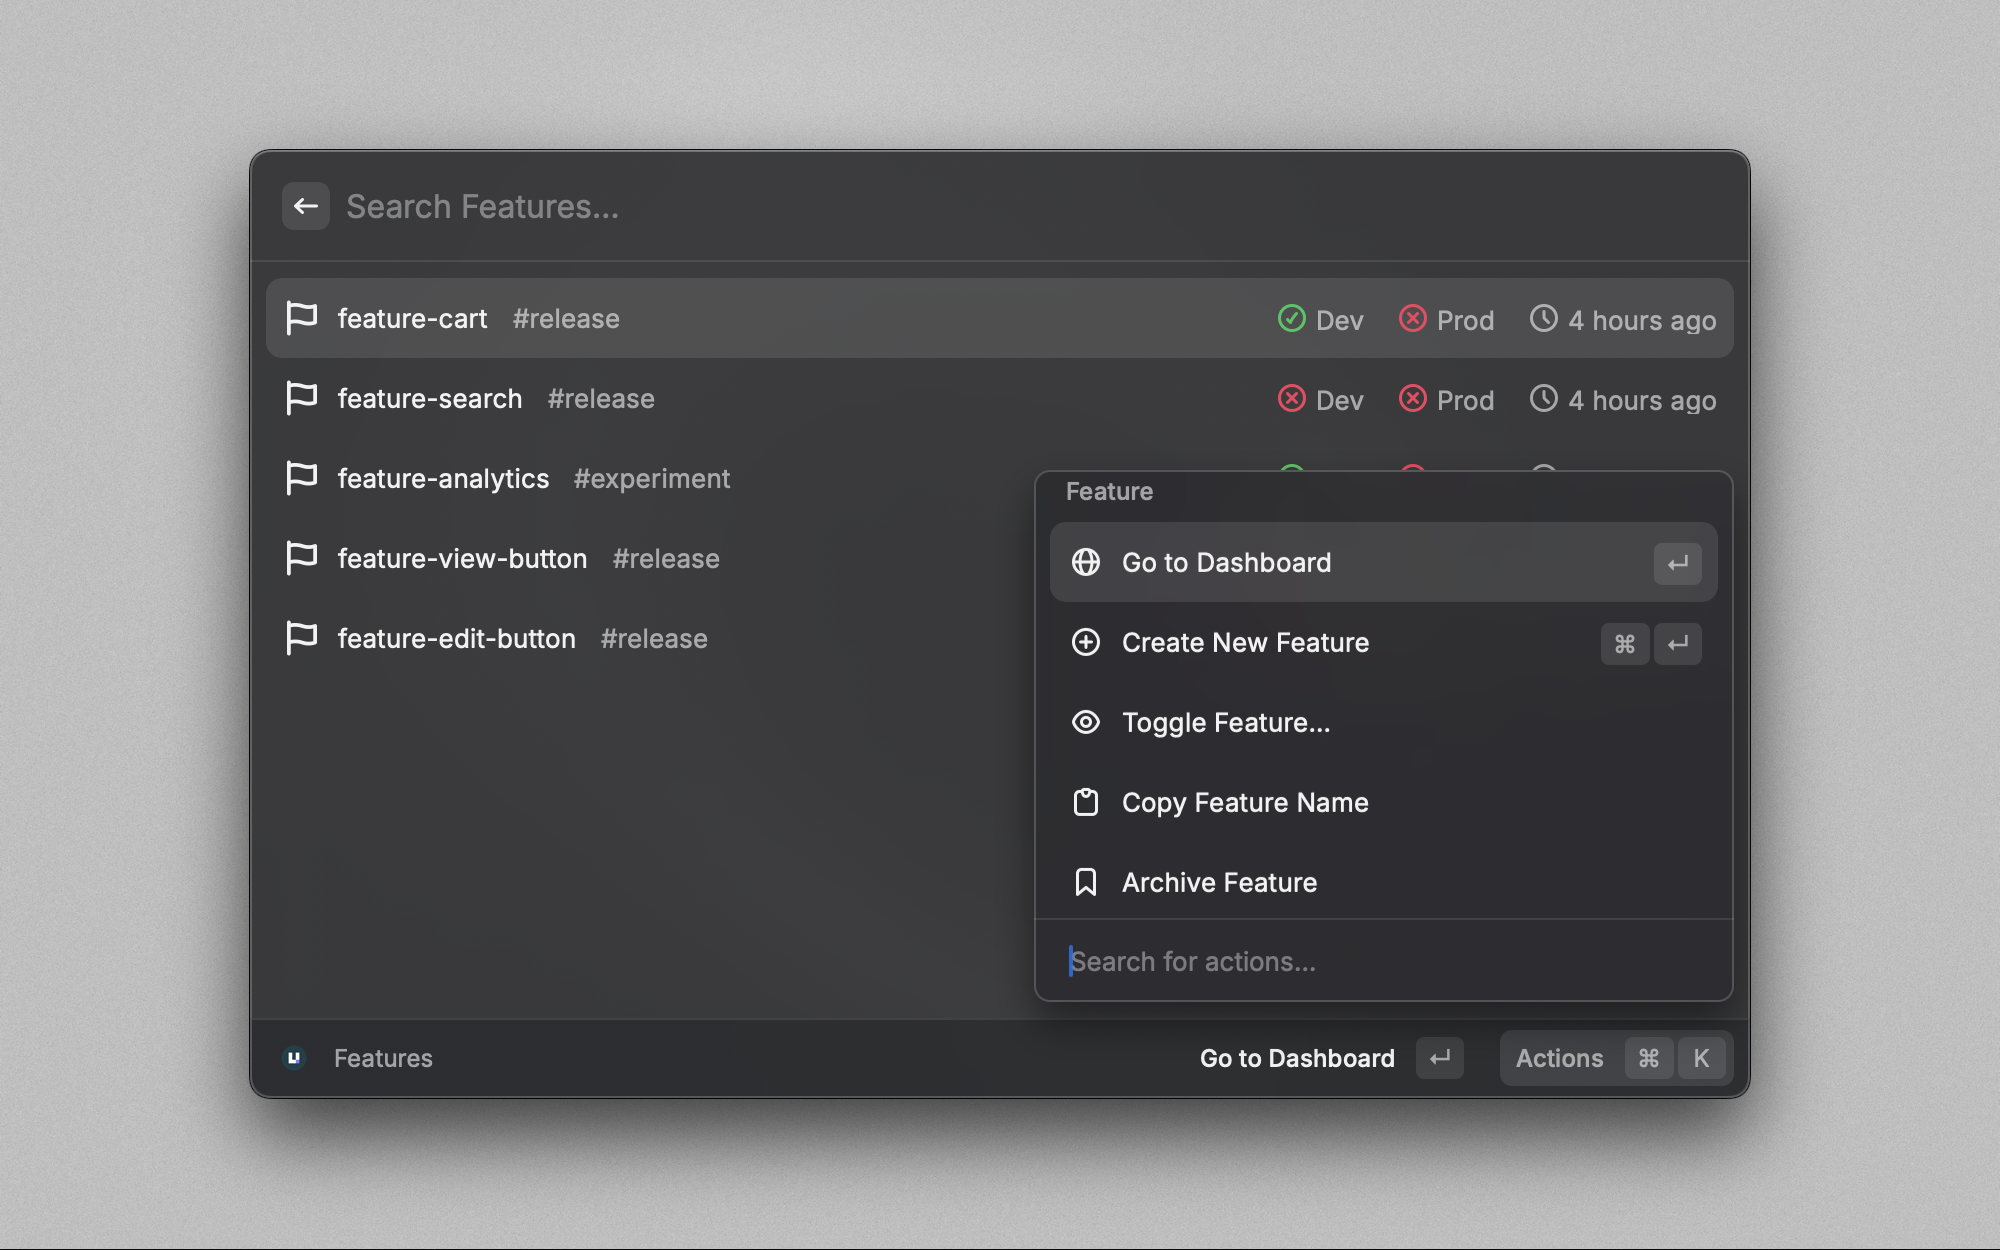 Search Features...
feature-cart #release Dev Prod 4 hours ago
feature-search #release Dev Prod 4 hours ago
feature-analytics #experiment
feature-view-button #release
feature-edit-button #release
Feature
Go to Dashboard ↵
Create New Feature ⌘ ↵
Toggle Feature...
Copy Feature Name
Archive Feature
Search for actions...
Features Go to Dashboard ↵ Actions ⌘ K